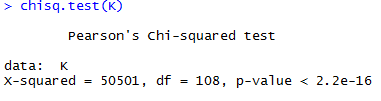 > chisq.test(K)
Pearson's Chi-squared test
data:  K
X-squared = 50501, df = 108, p-value < 2.2e-16